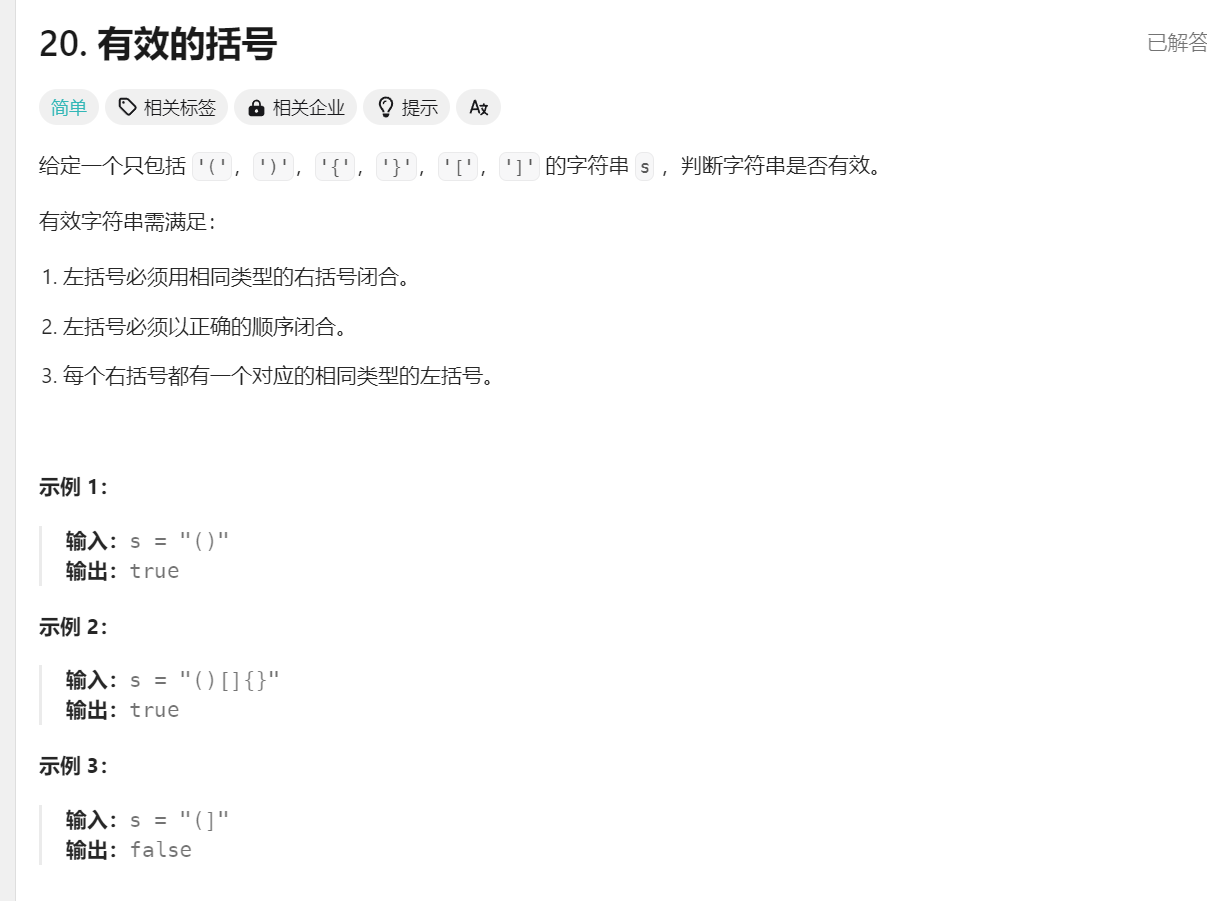 20. 有效的括号
已解答
简单
相关标签
相关企业
提示
给定一个只包括 '('，')'，'{'，'}'，'['，']' 的字符串 s ，判断字符串是否有效。
有效字符串需满足：
1. 左括号必须用相同类型的右括号闭合。
2. 左括号必须以正确的顺序闭合。
3. 每个右括号都有一个对应的相同类型的左括号。
示例 1：
输入：s = "()"
输出：true
示例 2：
输入：s = "()[]{}"
输出：true
示例 3：
输入：s = "(]"
输出：false